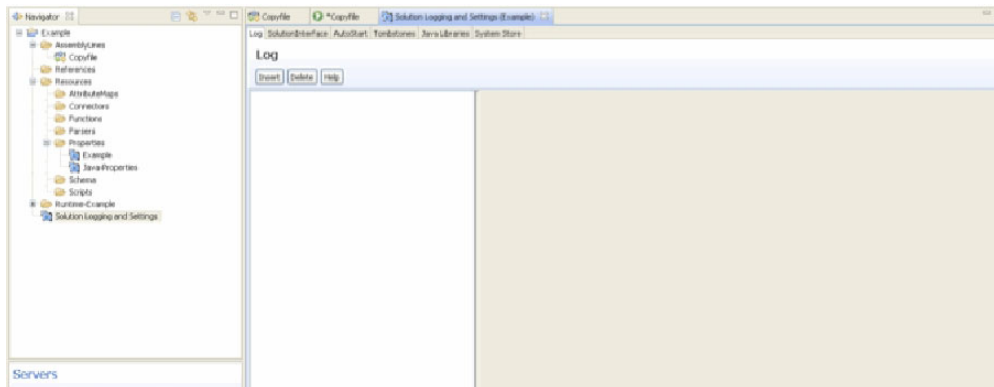 Navigator
Example
AssemblyLines
Copyfile
References
Resources
AttributeMaps
Connectors
Functions
Parsers
Properties
Example
Java-Properties
Schema
Scripts
Runtime-Example
Solution Logging and Settings
Servers
Copyfile *Copyfile Solution Logging and Settings (Example)
Log SolutionInterface AutoStart Tombstones Java Libraries System Store
Log
Insert Delete Help